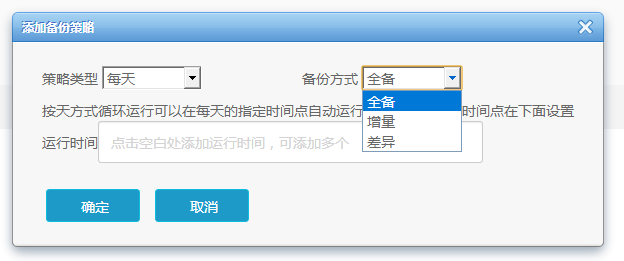 添加备份策略
策略类型 每天 备份方式 全备
全备
按天方式循环运行可以在每天的指定时间点自动运行 时间点在下面设置
增量
运行时间 点击空白处添加运行时间，可添加多个
差异
确定 取消